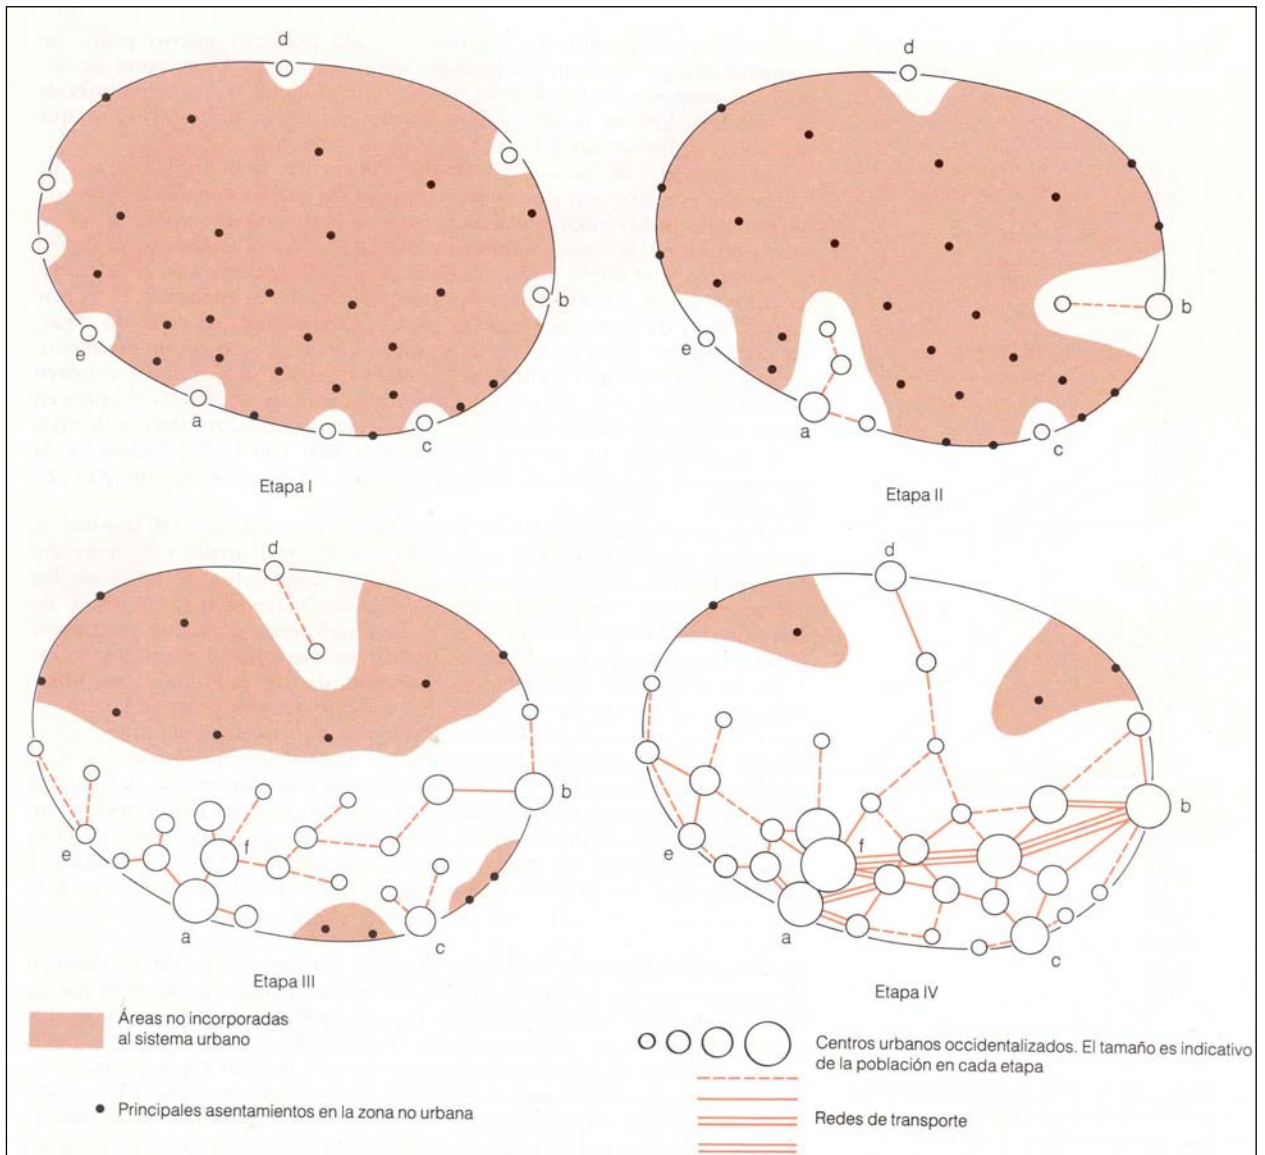 d
e
b
a
c
Etapa I
d
e
b
a
c
Etapa II
d
b
e
f
a
c
Etapa III
d
b
e
f
a
c
Etapa IV
Áreas no incorporadas
al sistema urbano
Principales asentamientos en la zona no urbana
Centros urbanos occidentalizados. El tamaño es indicativo
de la población en cada etapa
Redes de transporte